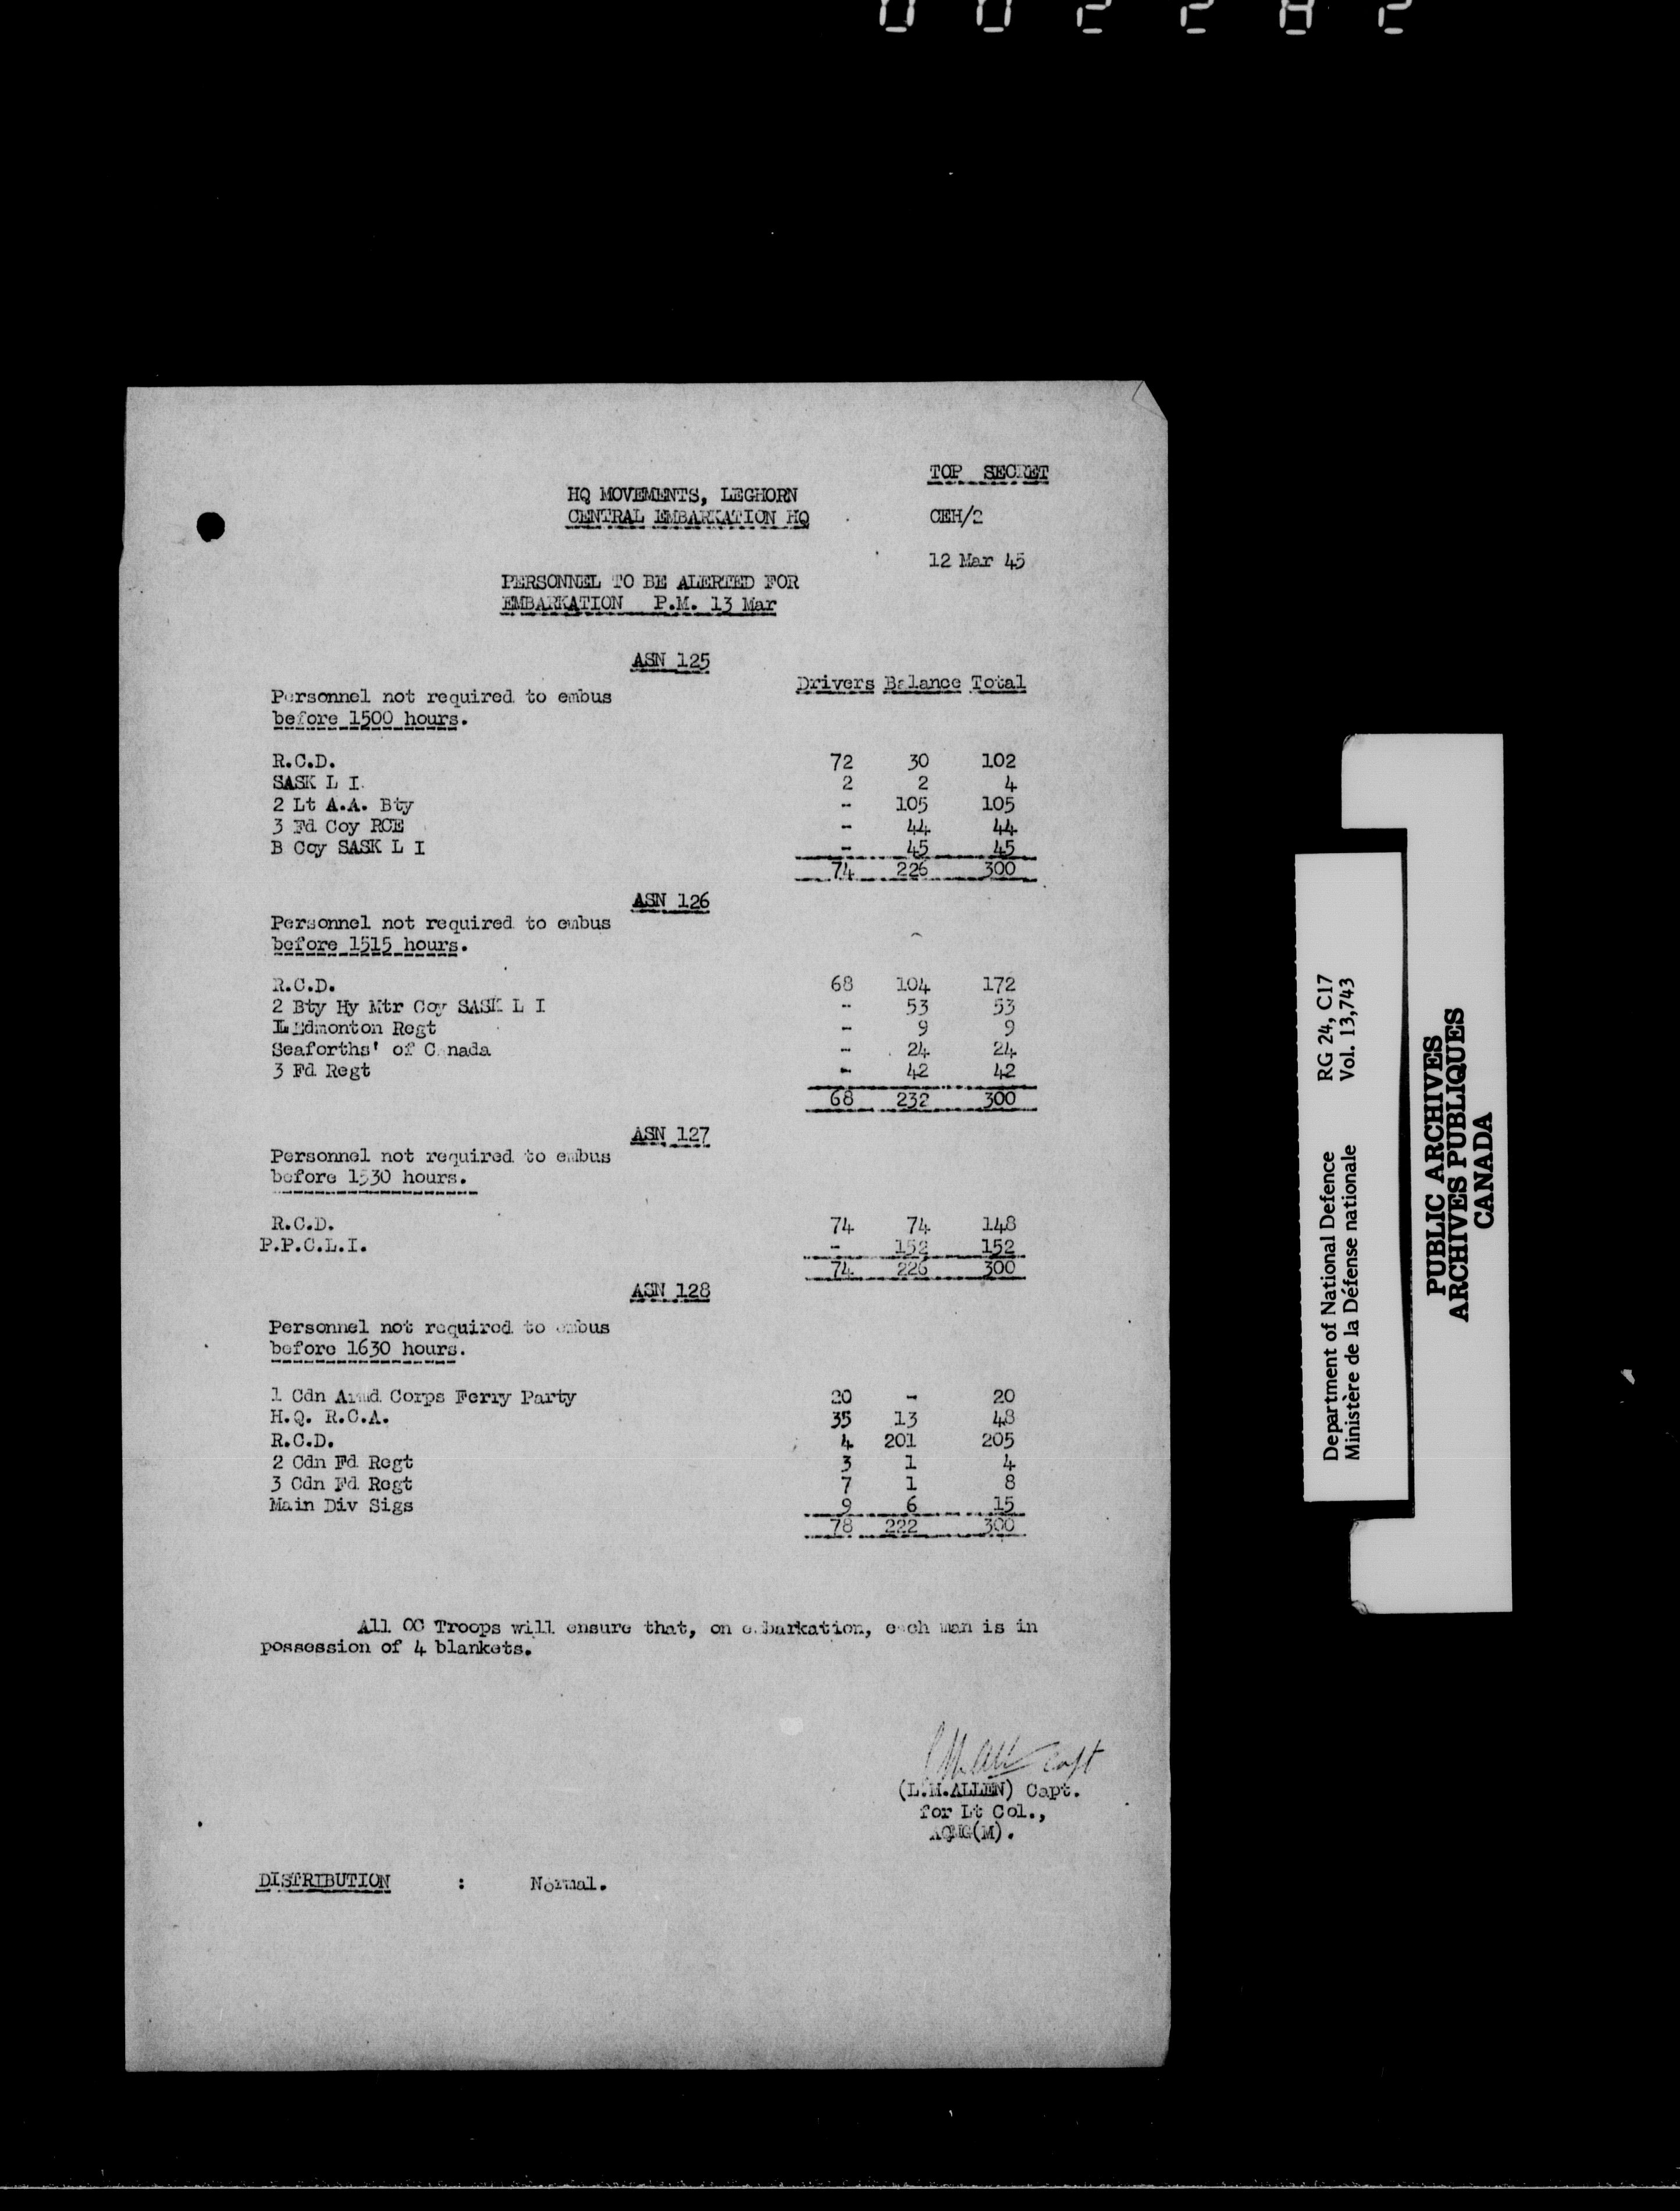 002282
TOP SECRET
HQ MOVEMENTS, LEGHORN
CENTRAL EMBARKATION HQ
CEH/2
12 Mar 45
PERSONNEL TO BE ALERTED FOR
EMBARKATION P.M. 13 Mar
ASN 125
Drivers Balance Total
Personnel not required to embus
before 1500 hours.
R.C.D. 72 30 102
SASK L I 2 2 4
2 Lt A.A. Bty - 105 105
3 Fd Coy RCE - 44 44
B Coy SASK L I - 45 45
74 226 300
ASN 126
Personnel not required to embus
before 1515 hours.
R.C.D. 68 104 172
2 Bty Hy Mtr Coy SASK L I - 53 53
L Edmonton Regt - 9 9
Seaforths' of Canada - 24 24
3 Fd Regt - 42 42
68 232 300
ASN 127
Personnel not required to embus
before 1530 hours.
R.C.D. 74 74 148
P.P.C.L.I. - 152 152
74 226 300
ASN 128
Personnel not required to embus
before 1630 hours.
1 Cdn Armd Corps Ferry Party 20 - 20
H.Q. R.C.A. 35 13 48
R.C.D. 4 201 205
2 Cdn Fd Regt 3 1 4
3 Cdn Fd Regt 7 1 8
Main Div Sigs 9 6 15
78 222 300
All OC Troops will ensure that, on embarkation, each man is in
possession of 4 blankets.
Capt
(L.M.ALLEN) Capt.
for Lt Col.,
AQMG(M).
DISTRIBUTION : Normal.
Department of National Defence RG 24, C17
Ministère de la Défense nationale Vol. 13,743
PUBLIC ARCHIVES
ARCHIVES PUBLIQUES
CANADA